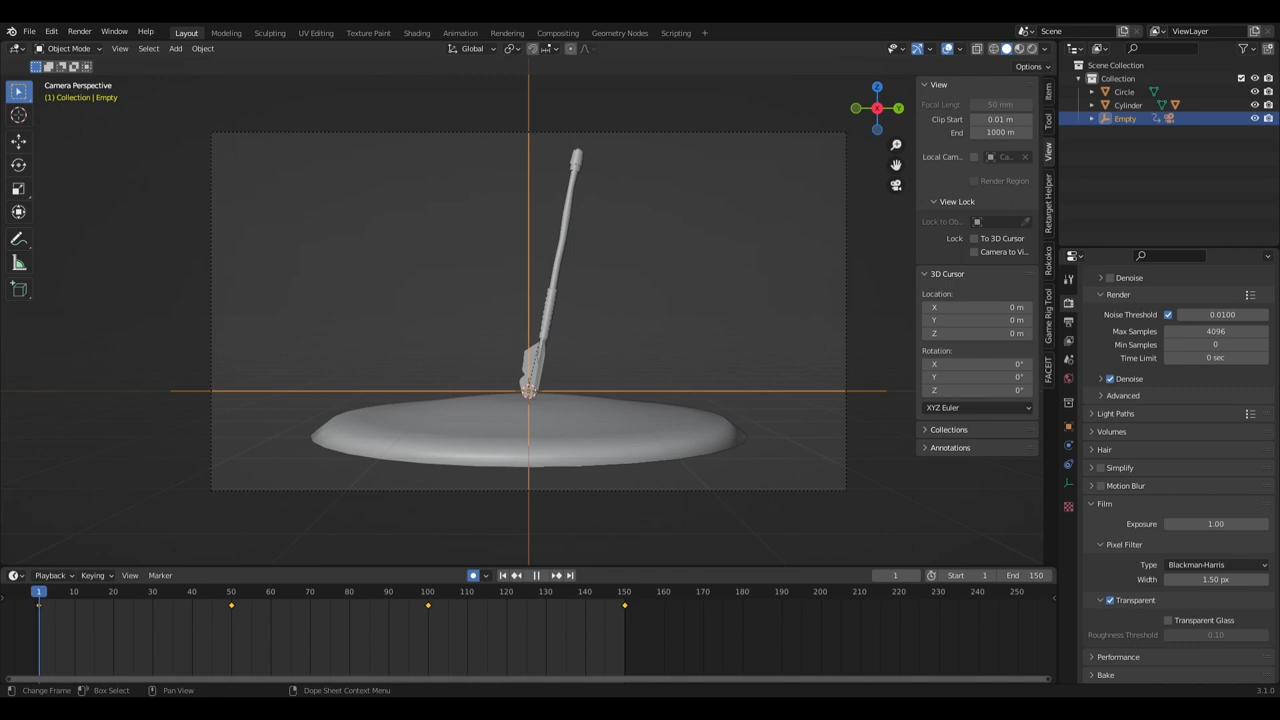 File Edit Render Window Help Layout Modeling Sculpting UV Editing Texture Paint Shading Animation Rendering Compositing Geometry Nodes Scripting + Scene ViewLayer
Object Mode View Select Add Object Global
Options
Camera Perspective
(1) Collection | Empty
Z
Y
X
Item
Tool
View
Retarget Helper
Rokoko
Game Rig Tool
FACEIT
View
Focal Lengt 50 mm
Clip Start 0.01 m
End 1000 m
Local Cam... Ca...
Render Region
View Lock
Lock to Ob...
Lock To 3D Cursor
Camera to Vi...
3D Cursor
Location:
X 0 m
Y 0 m
Z 0 m
Rotation:
X 0°
Y 0°
Z 0°
XYZ Euler
Collections
Annotations
Scene Collection
Collection
Circle
Cylinder
Empty
Denoise
Render
Noise Threshold 0.0100
Max Samples 4096
Min Samples 0
Time Limit 0 sec
Denoise
Advanced
Light Paths
Volumes
Hair
Simplify
Motion Blur
Film
Exposure 1.00
Pixel Filter
Type Blackman-Harris
Width 1.50 px
Transparent
Transparent Glass
Roughness Threshold 0.10
Performance
Bake
Playback Keying View Marker 1 Start 1 End 150
1 10 20 30 40 50 60 70 80 90 100 110 120 130 140 150 160 170 180 190 200 210 220 230 240 250
Change Frame Box Select Pan View Dope Sheet Context Menu 3.1.0